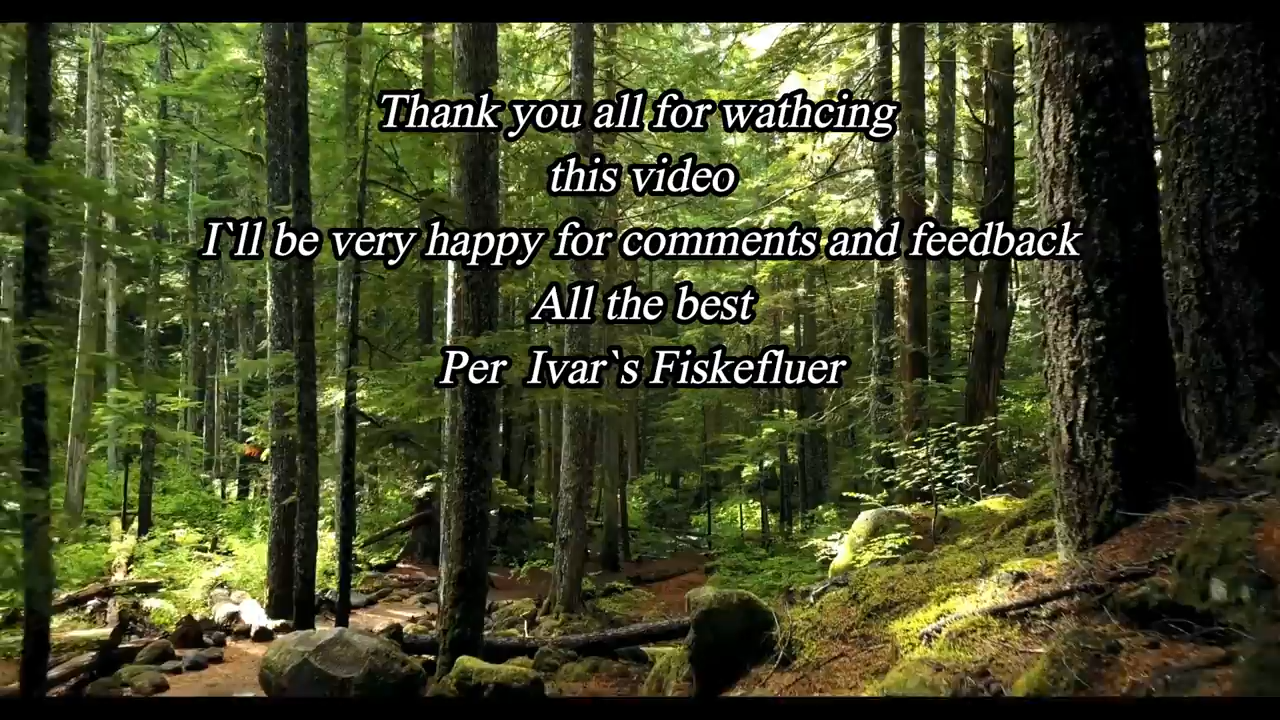 Thank you all for wathcing
this video
I`ll be very happy for comments and feedback
All the best
Per  Ivar`s Fiskefluer